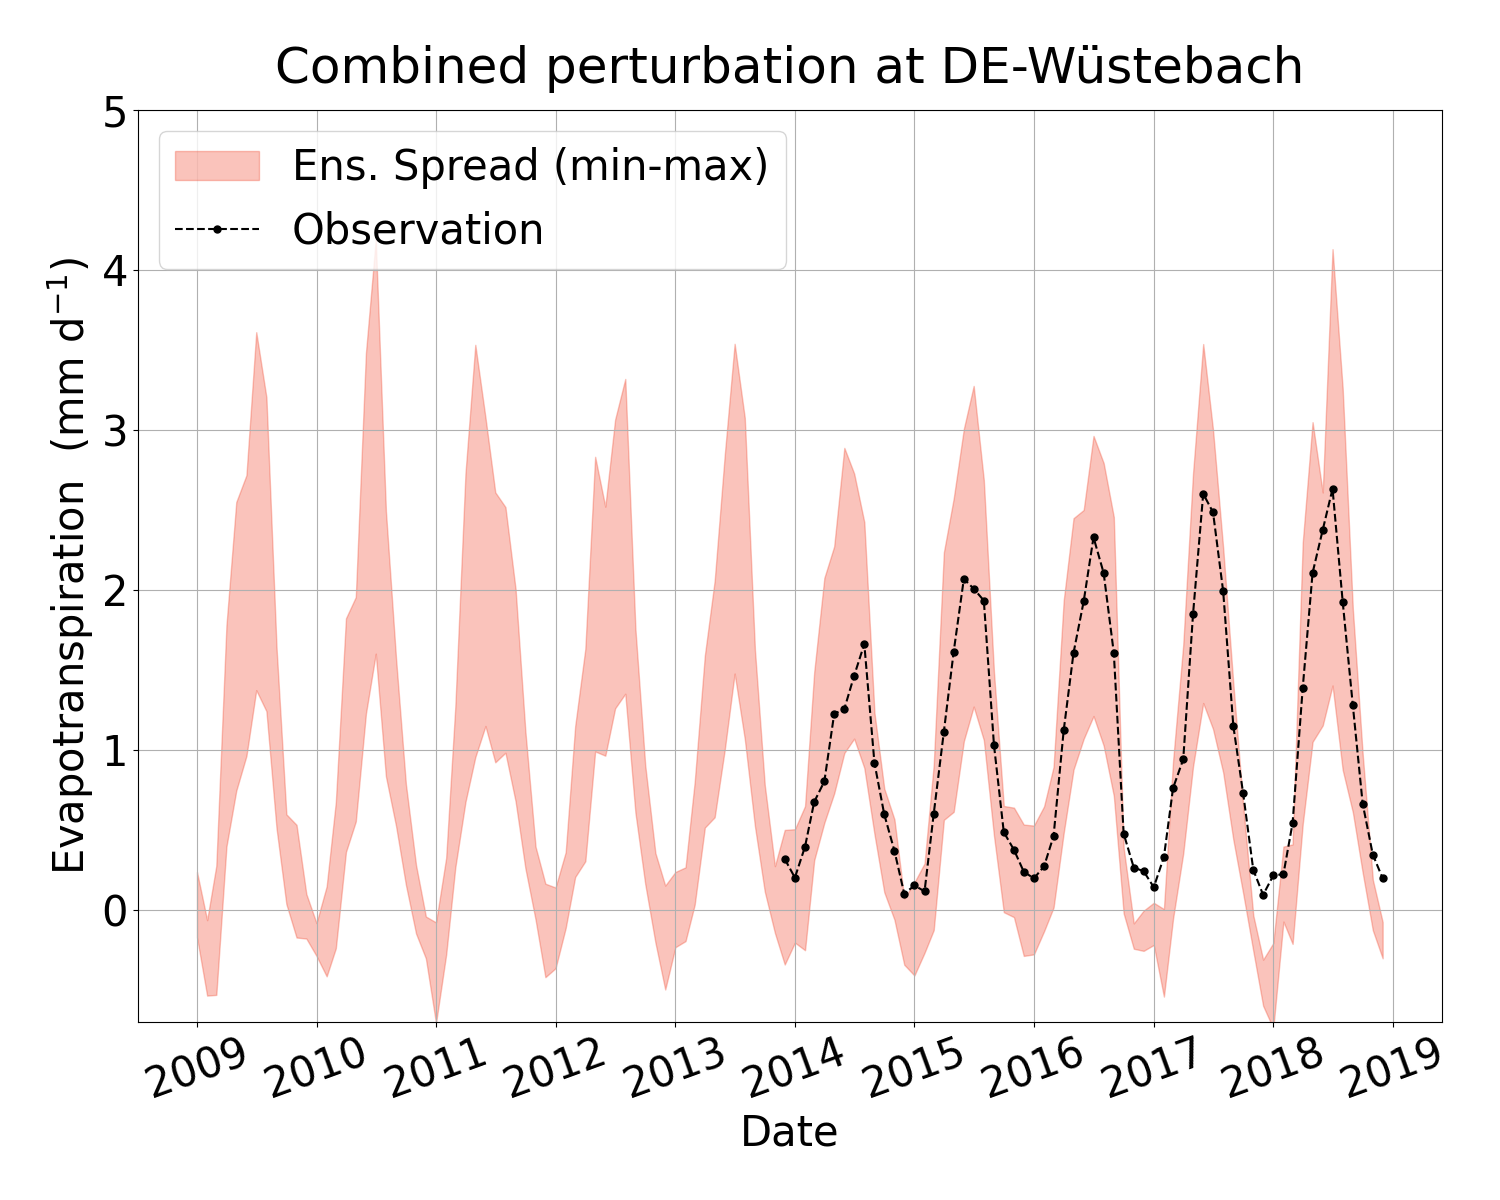 Combined perturbation at DE-Wüstebach
Ens. Spread (min-max)
Observation
Evapotranspiration (mm d⁻¹)
5
4
3
2
1
0
2009 2010 2011 2012 2013 2014 2015 2016 2017 2018 2019
Date